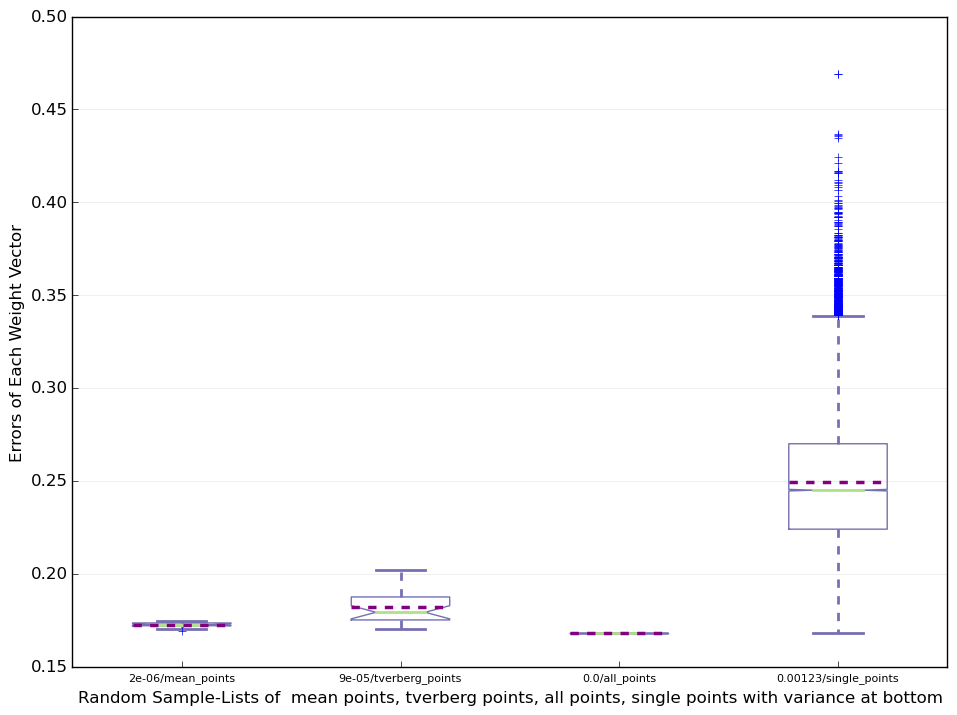 0.50
0.45
0.40
0.35
0.30
0.25
0.20
0.15
Errors of Each Weight Vector
2e-06/mean_points 9e-05/tverberg_points 0.0/all_points 0.00123/single_points
Random Sample-Lists of  mean points, tverberg points, all points, single points with variance at bottom